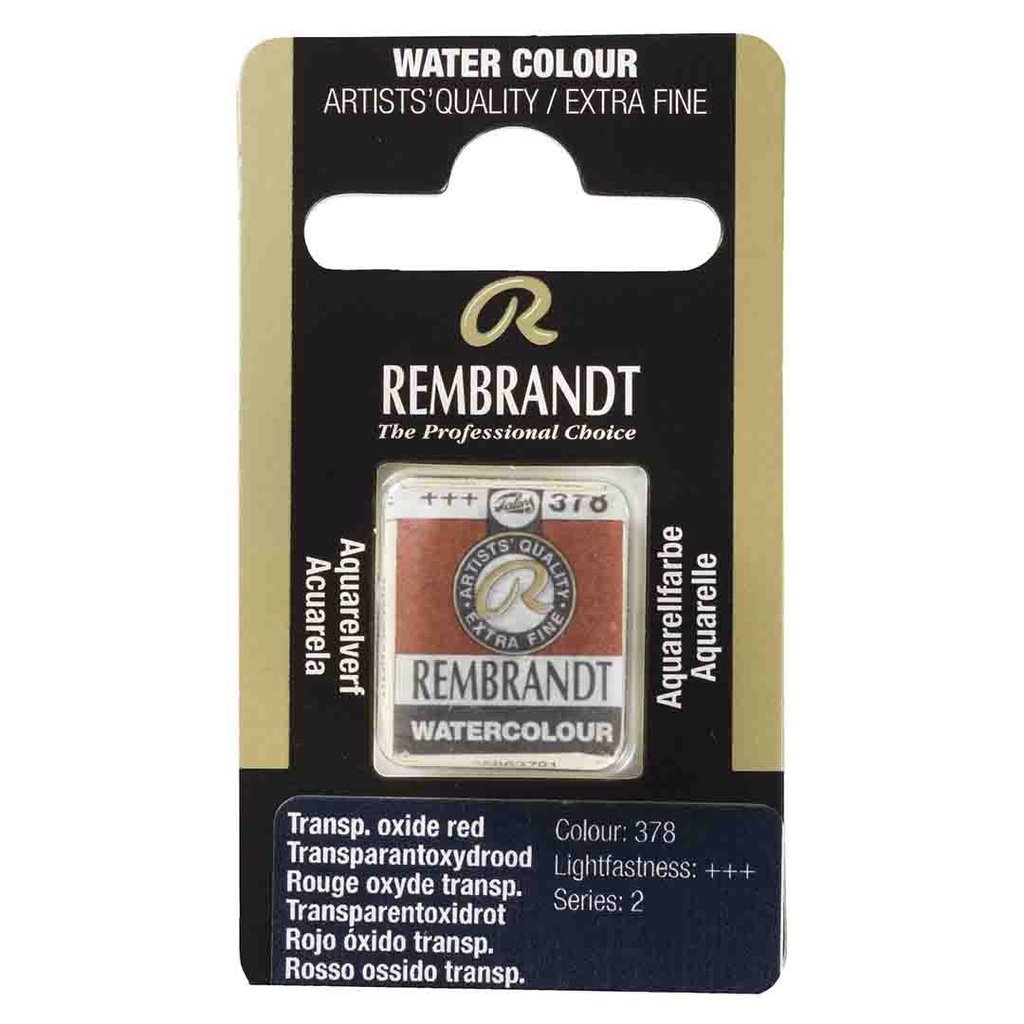 WATER COLOUR
ARTISTS' QUALITY / EXTRA FINE
R
REMBRANDT
The Professional Choice
Aquarelverf
Acuarela
+++ Talens 378
ARTISTS' QUALITY
R
EXTRA FINE
REMBRANDT
WATERCOLOUR
Aquarellfarbe
Aquarelle
Transp. oxide red
Transparantoxydrood
Rouge oxyde transp.
Transparentoxidrot
Rojo óxido transp.
Rosso ossido transp.
Colour: 378
Lightfastness: +++
Series: 2